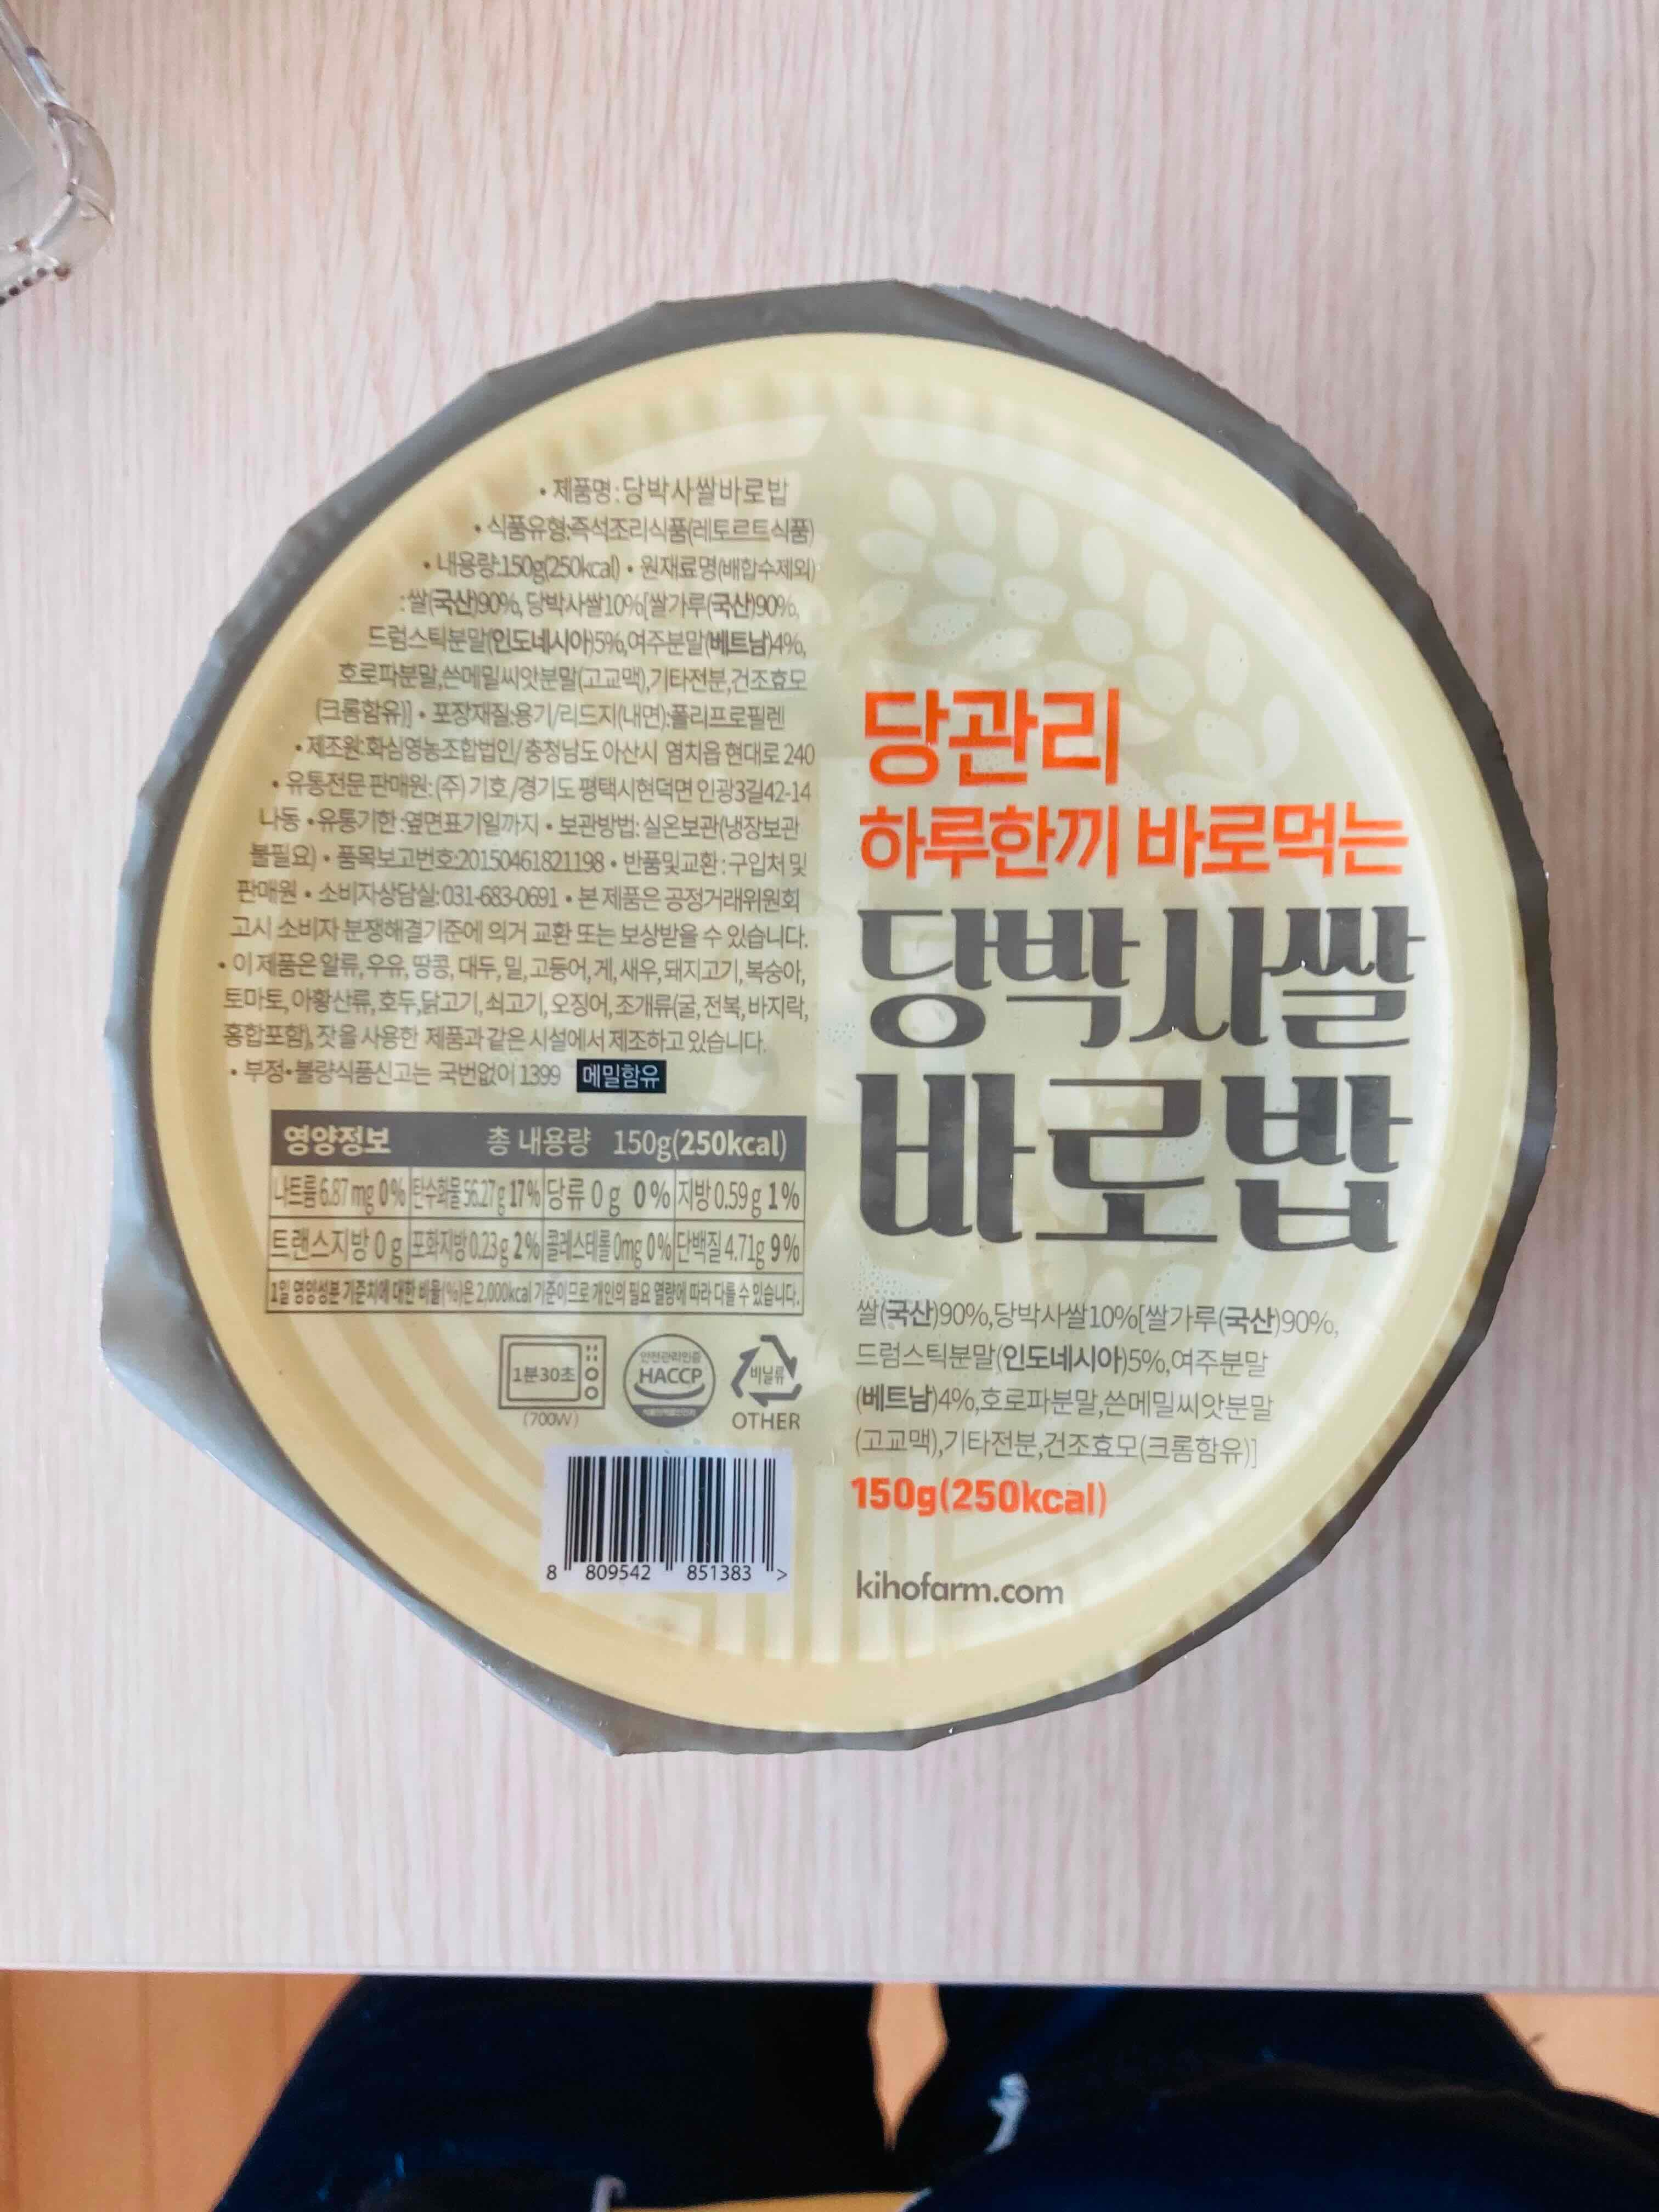 • 제품명:당박사쌀바로밥
• 식품유형:즉석조리식품(레토르트식품)
• 내용량:150g(250kcal) • 원재료명(배합수제외)
:쌀(국산)90%, 당박사쌀10%[쌀가루(국산)90%,
드럼스틱분말(인도네시아)5%,여주분말(베트남)4%,
호로파분말,쓴메밀씨앗분말(고교맥),기타전분,건조효모
(크롬함유)] • 포장재질:용기/리드지(내면):폴리프로필렌
• 제조원:화심영농조합법인/충청남도 아산시 염치읍 현대로 240
• 유통전문 판매원: (주) 기호/경기도 평택시현덕면 인광3길42-14
나동 •유통기한:옆면표기일까지 • 보관방법: 실온보관(냉장보관
불필요) • 품목보고번호:20150461821198 • 반품및교환:구입처 및
판매원 • 소비자상담실: 031-683-0691 • 본 제품은 공정거래위원회
고시 소비자 분쟁해결기준에 의거 교환 또는 보상받을 수 있습니다.
• 이 제품은 알류, 우유, 땅콩, 대두, 밀, 고등어, 게, 새우, 돼지고기, 복숭아,
토마토, 아황산류, 호두,닭고기, 쇠고기, 오징어, 조개류(굴, 전복, 바지락,
홍합포함), 잣을 사용한 제품과 같은 시설에서 제조하고 있습니다.
• 부정•불량식품신고는 국번없이 1399 메밀함유
영양정보 총 내용량 150g(250kcal)
나트륨 6.87 mg 0% 탄수화물 56.27 g 17% 당류 0 g 0% 지방 0.59 g 1%
트랜스지방 0 g 포화지방 0.23 g 2% 콜레스테롤 0mg 0% 단백질 4.71g 9%
1일 영양성분 기준치에 대한 비율(%)은 2,000kcal 기준이므로 개인의 필요 열량에 따라 다를 수 있습니다.
1분30초
(700W)
안전관리인증
HACCP
비닐류
OTHER
8 809542 851383 >
당관리
하루한끼 바로먹는
당박사쌀
바로밥
쌀(국산)90%,당박사쌀10%[쌀가루(국산)90%,
드럼스틱분말(인도네시아)5%,여주분말
(베트남)4%,호로파분말,쓴메밀씨앗분말
(고교맥),기타전분,건조효모(크롬함유)]
150g(250kcal)
kihofarm.com